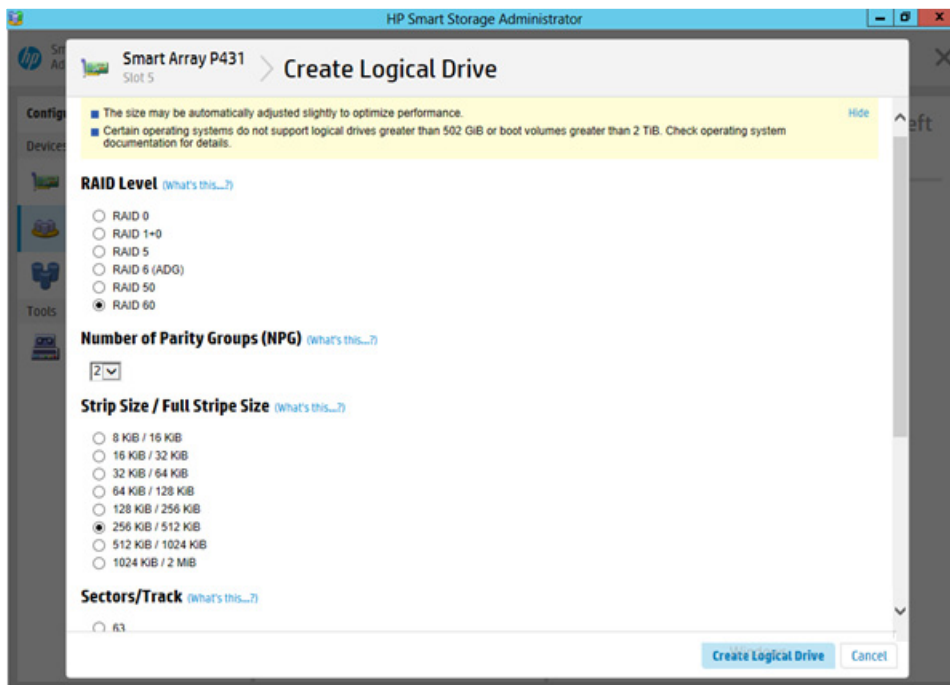 HP Smart Storage Administrator
hp
Sm
Ad
Smart Array P431
Slot 5
Create Logical Drive
Config
Devices
Tools
eft
The size may be automatically adjusted slightly to optimize performance.
Hide
Certain operating systems do not support logical drives greater than 502 GiB or boot volumes greater than 2 TiB. Check operating system
documentation for details.
RAID Level (What's this...?)
RAID 0
RAID 1+0
RAID 5
RAID 6 (ADG)
RAID 50
RAID 60
Number of Parity Groups (NPG) (What's this...?)
2
Strip Size / Full Stripe Size (What's this...?)
8 KiB / 16 KiB
16 KiB / 32 KiB
32 KiB / 64 KiB
64 KiB / 128 KiB
128 KiB / 256 KiB
256 KiB / 512 KiB
512 KiB / 1024 KiB
1024 KiB / 2 MiB
Sectors/Track (What's this...?)
63
Create Logical Drive
Cancel